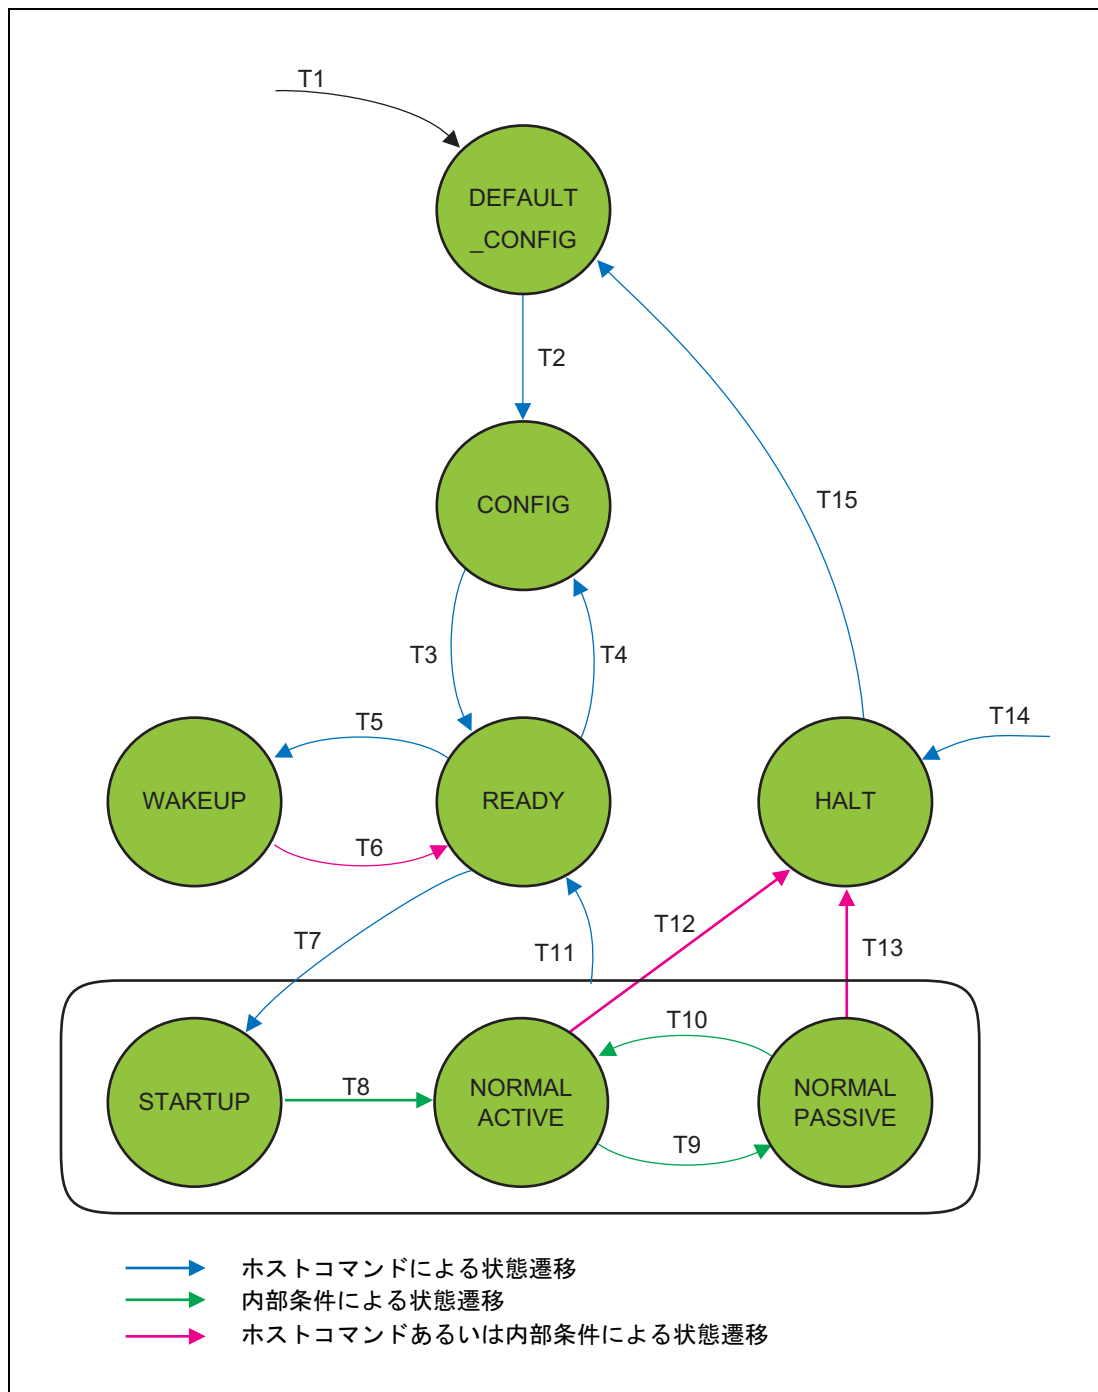 T1
DEFAULT
_CONFIG
T2
CONFIG
T15
T3
T4
T5
T14
WAKEUP
READY
HALT
T6
T7
T11
T12
T13
T10
STARTUP
T8
NORMAL
ACTIVE
NORMAL
PASSIVE
T9
ホストコマンドによる状態遷移
内部条件による状態遷移
ホストコマンドあるいは内部条件による状態遷移